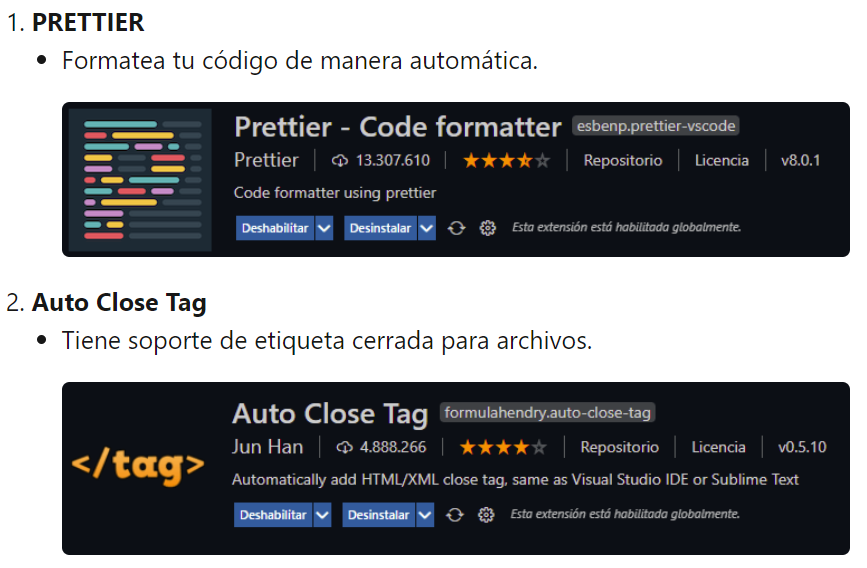 1. PRETTIER
• Formatea tu código de manera automática.
Prettier - Code formatter esbenp.prettier-vscode
Prettier 13.307.610 Repositorio Licencia v8.0.1
Code formatter using prettier
Deshabilitar Desinstalar Esta extensión está habilitada globalmente.
2. Auto Close Tag
• Tiene soporte de etiqueta cerrada para archivos.
</tag>
Auto Close Tag formulahendry.auto-close-tag
Jun Han 4.888.266 Repositorio Licencia v0.5.10
Automatically add HTML/XML close tag, same as Visual Studio IDE or Sublime Text
Deshabilitar Desinstalar Esta extensión está habilitada globalmente.